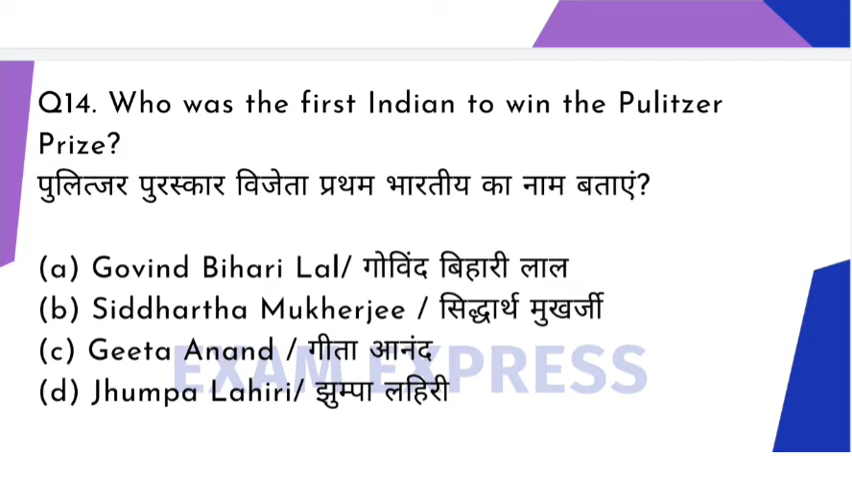 Q14. Who was the first Indian to win the Pulitzer
Prize?
पुलित्जर पुरस्कार विजेता प्रथम भारतीय का नाम बताएं?
(a) Govind Bihari Lal/ गोविंद बिहारी लाल
(b) Siddhartha Mukherjee / सिद्धार्थ मुखर्जी
(c) Geeta Anand / गीता आनंद
(d) Jhumpa Lahiri/ झुम्पा लहिरी
EXAM EXPRESS